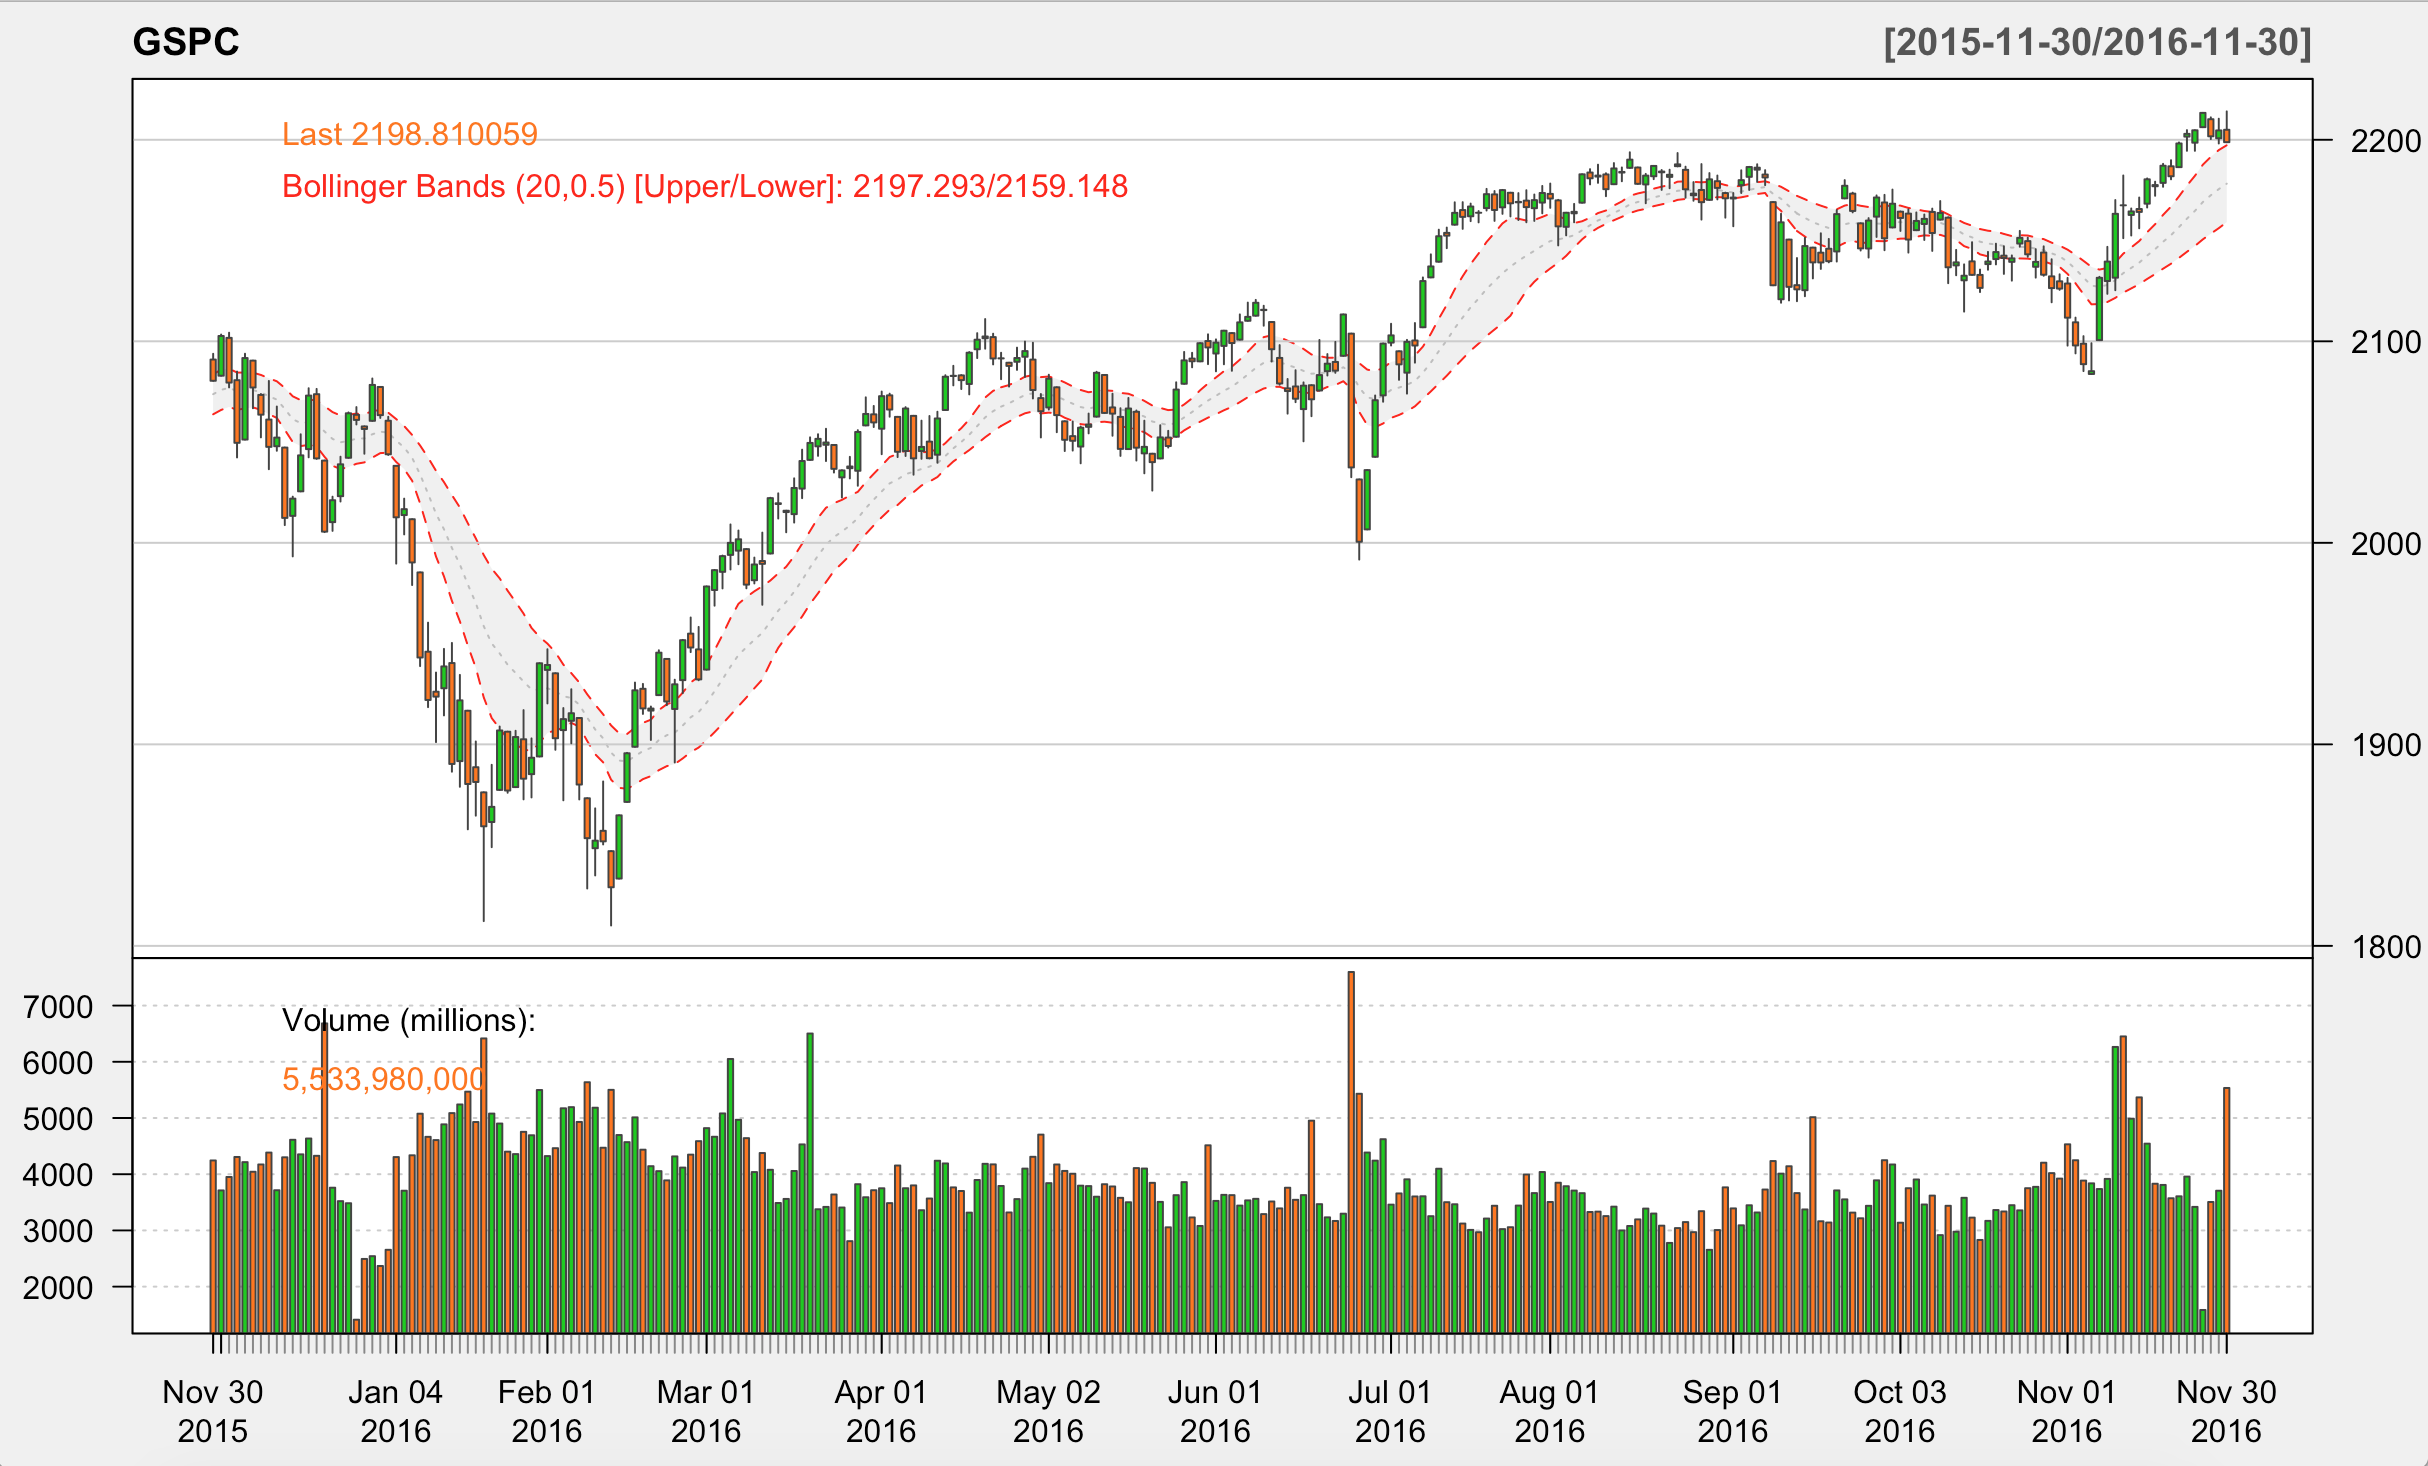 GSPC [2015-11-30/2016-11-30]
Last 2198.810059
Bollinger Bands (20,0.5) [Upper/Lower]: 2197.293/2159.148
2200
2100
2000
1900
1800
Volume (millions):
5,533,980,000
7000
6000
5000
4000
3000
2000
Nov 30 Jan 04 Feb 01 Mar 01 Apr 01 May 02 Jun 01 Jul 01 Aug 01 Sep 01 Oct 03 Nov 01 Nov 30
2015 2016 2016 2016 2016 2016 2016 2016 2016 2016 2016 2016 2016